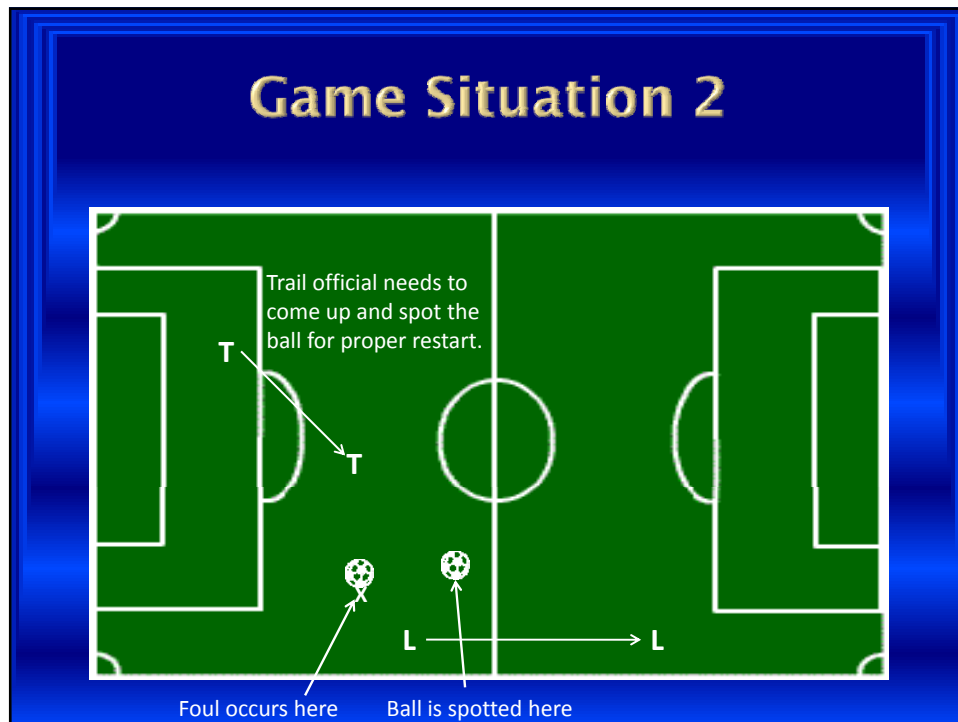 Game Situation 2
Trail official needs to
come up and spot the
ball for proper restart.
T
T
X
L
L
Foul occurs here
Ball is spotted here